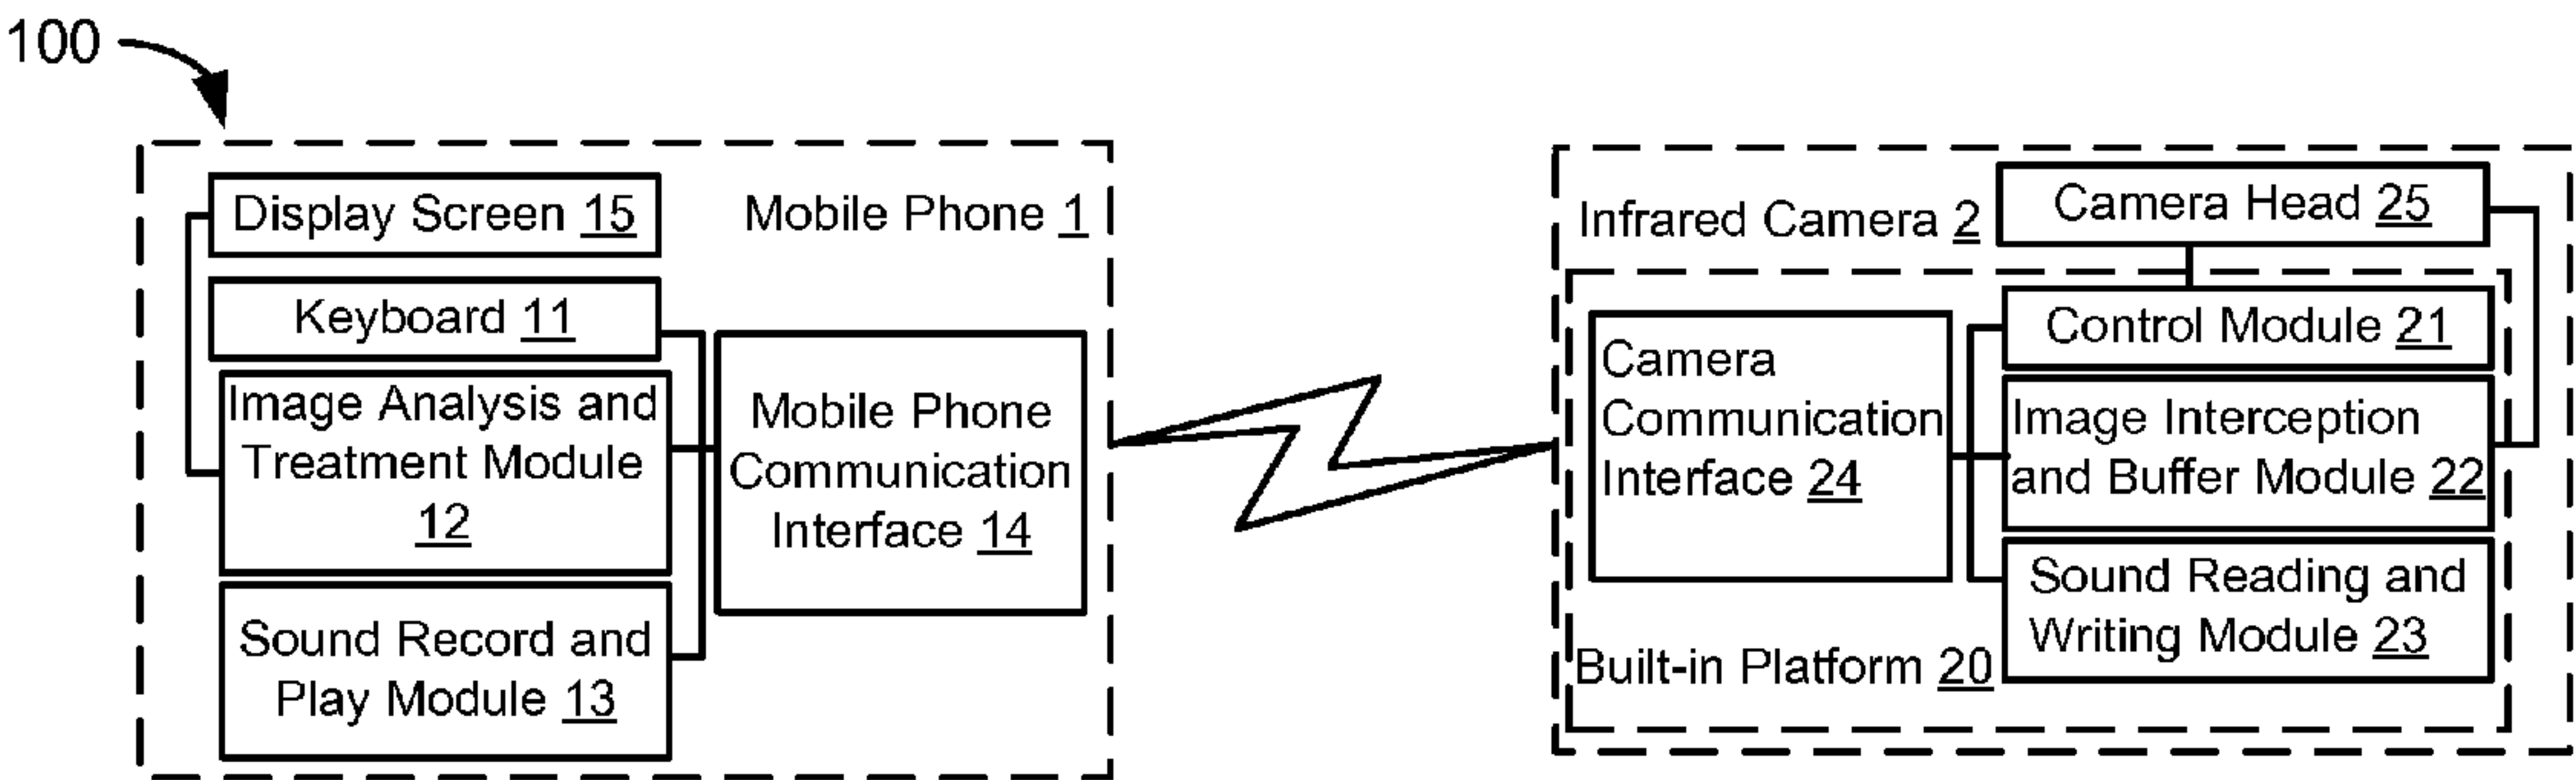 100
Display Screen 15
Mobile Phone 1
Keyboard 11
Image Analysis and
Treatment Module
12
Sound Record and
Play Module 13
Mobile Phone
Communication
Interface 14
Infrared Camera 2
Camera Head 25
Camera
Communication
Interface 24
Control Module 21
Image Interception
and Buffer Module 22
Sound Reading and
Writing Module 23
Built-in Platform 20